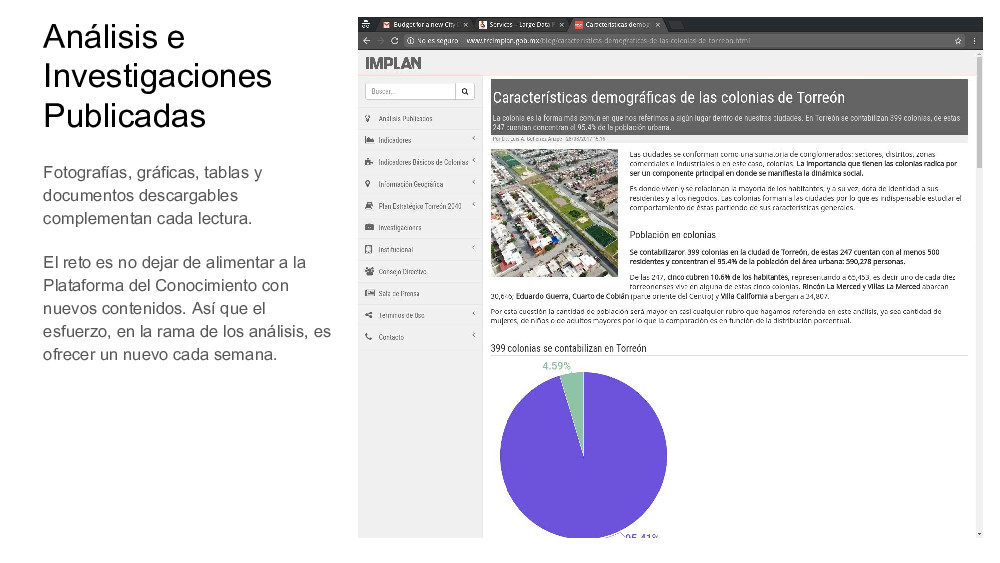 Análisis e
Investigaciones
Publicadas
Fotografías, gráficas, tablas y
documentos descargables
complementan cada lectura.
El reto es no dejar de alimentar a la
Plataforma del Conocimiento con
nuevos contenidos. Así que el
esfuerzo, en la rama de los análisis, es
ofrecer un nuevo cada semana.
Budget for a new City
Services - Large Data
Características demog
No es seguro www.trcimplan.gob.mx/blog/caracteristicas-demograficas-de-las-colonias-de-torreon.html
IMPLAN
Buscar...
Análisis Publicados
Indicadores
Indicadores Básicos de Colonias
Información Geográfica
Plan Estratégico Torreón 2040
Investigaciones
Institucional
Consejo Directivo
Sala de Prensa
Términos de Uso
Contacto
Características demográficas de las colonias de Torreón
La colonia es la forma más común en que nos referimos a algún lugar dentro de nuestras ciudades. En Torreón se contabilizan 399 colonias, de estas
247 cuentan concentran el 95.4% de la población urbana.
Las ciudades se conforman como una sumatoria de conglomerados: sectores, distritos, zonas
comerciales e industriales o en este caso, colonias. La importancia que tienen las colonias radica por
ser un componente principal en donde se manifiesta la dinámica social.
Es donde viven y se relacionan la mayoría de los habitantes, y a su vez, dota de identidad a sus
residentes y a los negocios. Las colonias forman a las ciudades por lo que es indispensable estudiar el
comportamiento de éstas partiendo de sus características generales.
Población en colonias
Se contabilizaron 399 colonias en la ciudad de Torreón, de éstas 247 cuentan con al menos 500
residentes y concentran el 95.4% de la población del área urbana: 590,278 personas.
De las 247, cinco cubren 10.6% de los habitantes, representando a 65,453, es decir uno de cada diez
torreonenses vive en alguna de estas cinco colonias. Rincón La Merced y Villas La Merced abarcan
30,646; Eduardo Guerra, Cuarto de Cobián (parte oriente del Centro) y Villa California albergan a 34,807.
Por esta cuestión la cantidad de población será mayor en casi cualquier rubro que hagamos referencia en este análisis, ya sea cantidad de
mujeres, de niños o de adultos mayores por lo que la comparación es en función de la distribución porcentual.
399 colonias se contabilizan en Torreón
4.59%
95.41%